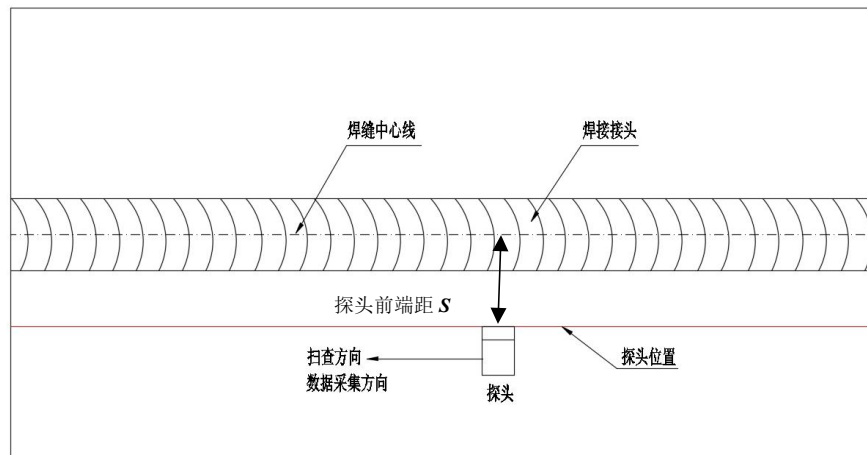 焊缝中心线
焊接接头
探头前端距 S
扫查方向
数据采集方向
探头
探头位置